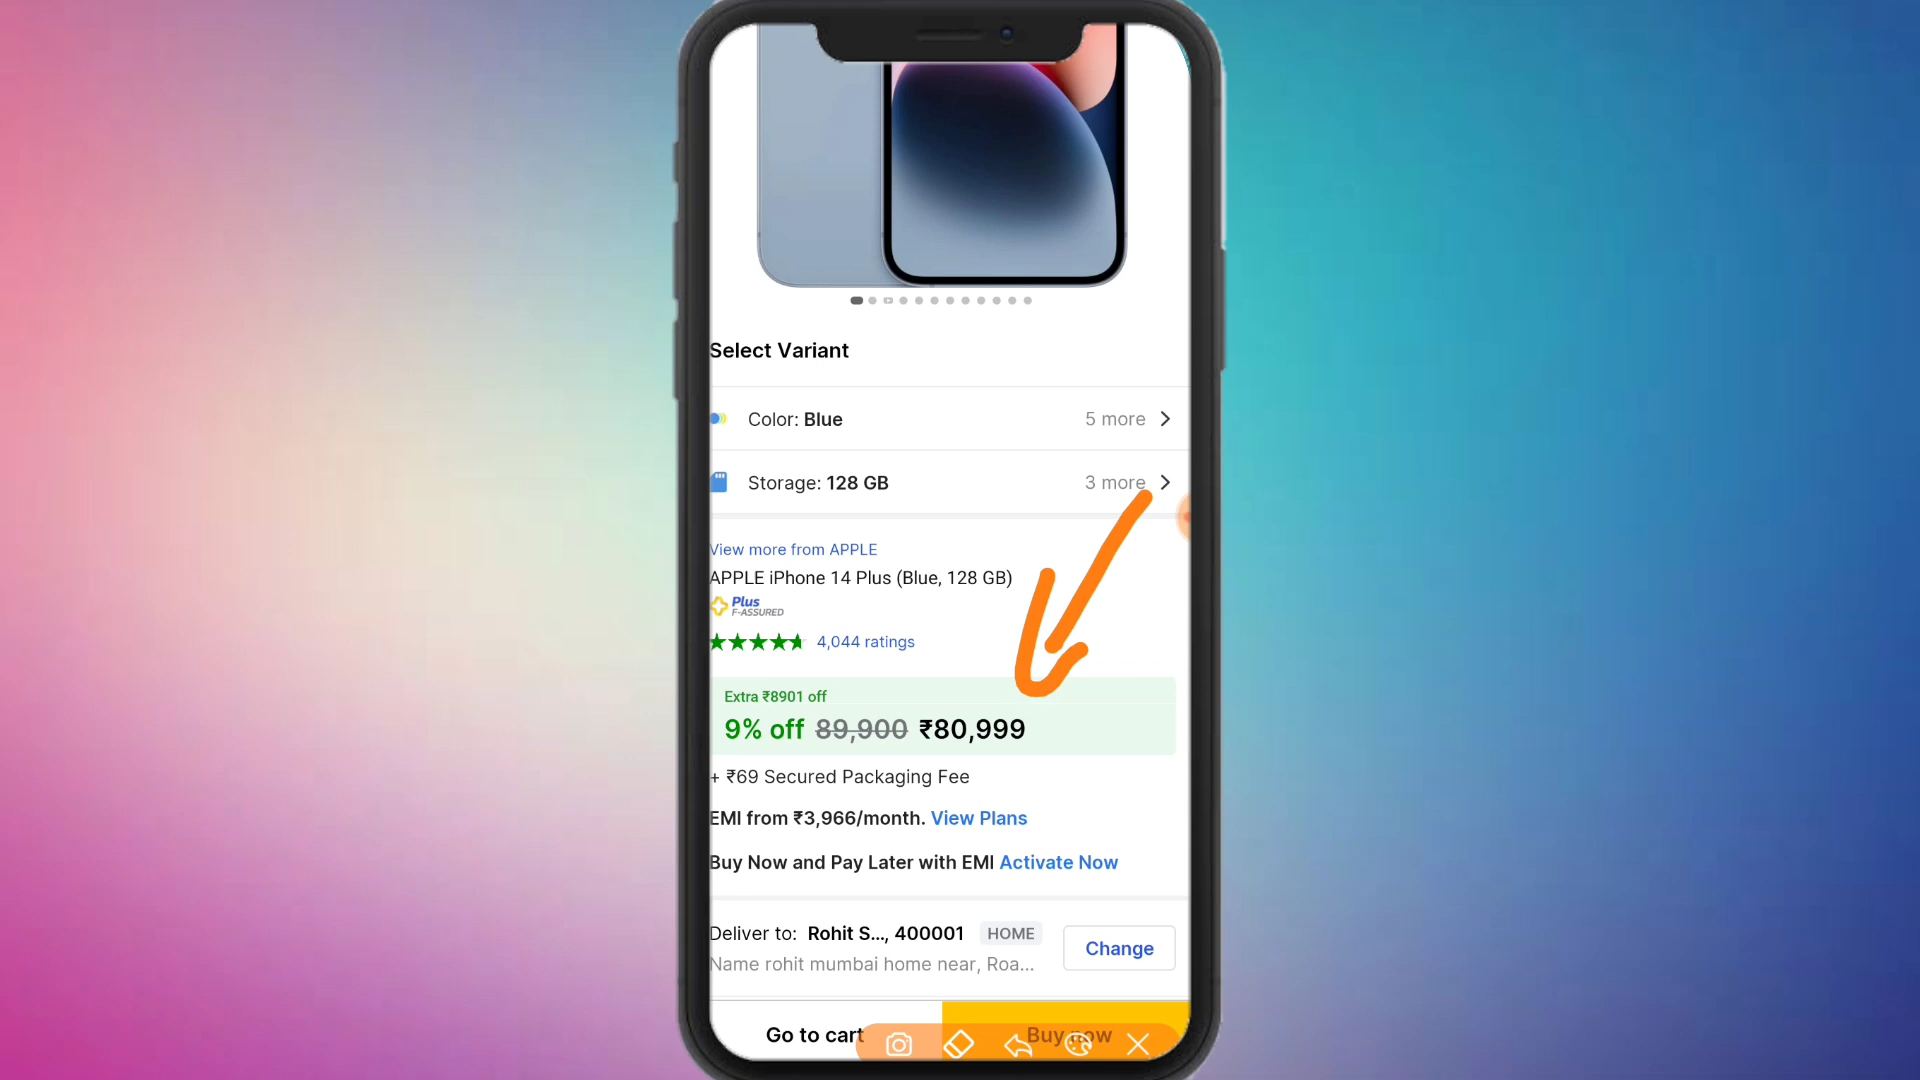 Select Variant
Color: Blue 5 more
Storage: 128 GB 3 more
View more from APPLE
APPLE iPhone 14 Plus (Blue, 128 GB)
Plus
F-ASSURED
4,044 ratings
Extra ₹8901 off
9% off 89,900 ₹80,999
+ ₹69 Secured Packaging Fee
EMI from ₹3,966/month. View Plans
Buy Now and Pay Later with EMI Activate Now
Deliver to: Rohit S..., 400001 HOME
Change
Name rohit mumbai home near, Roa...
Go to cart Buy now